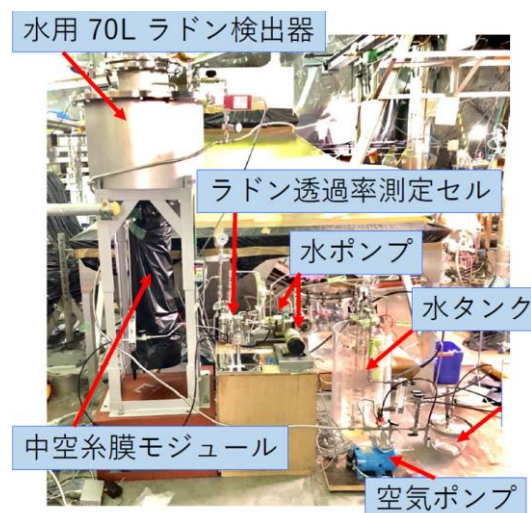 水用 70L ラドン検出器
ラドン透過率測定セル
水ポンプ
水タンク
中空糸膜モジュール
空気ポンプ